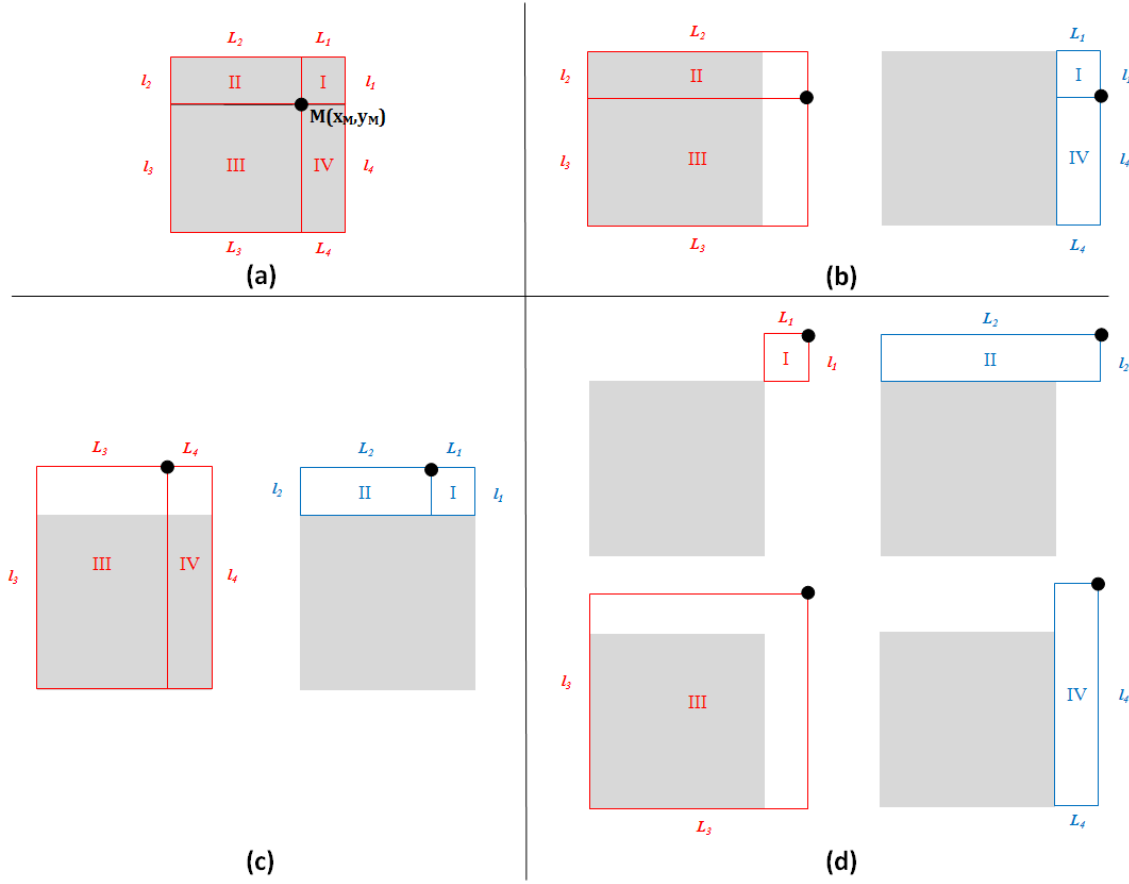 L₂ L₁
l₂ II I l₁
M(xM,yM)
l₃ III IV l₄
L₃ L₄
(a)
L₂ L₁
l₂ II I l₁
l₃ III IV l₄
L₃ L₄
(b)
L₃ L₄ L₂ L₁
l₂ II I l₁
l₃ III IV l₄
(c)
L₁ L₂
I l₁ II l₂
l₃ III IV l₄
L₃ L₄
(d)